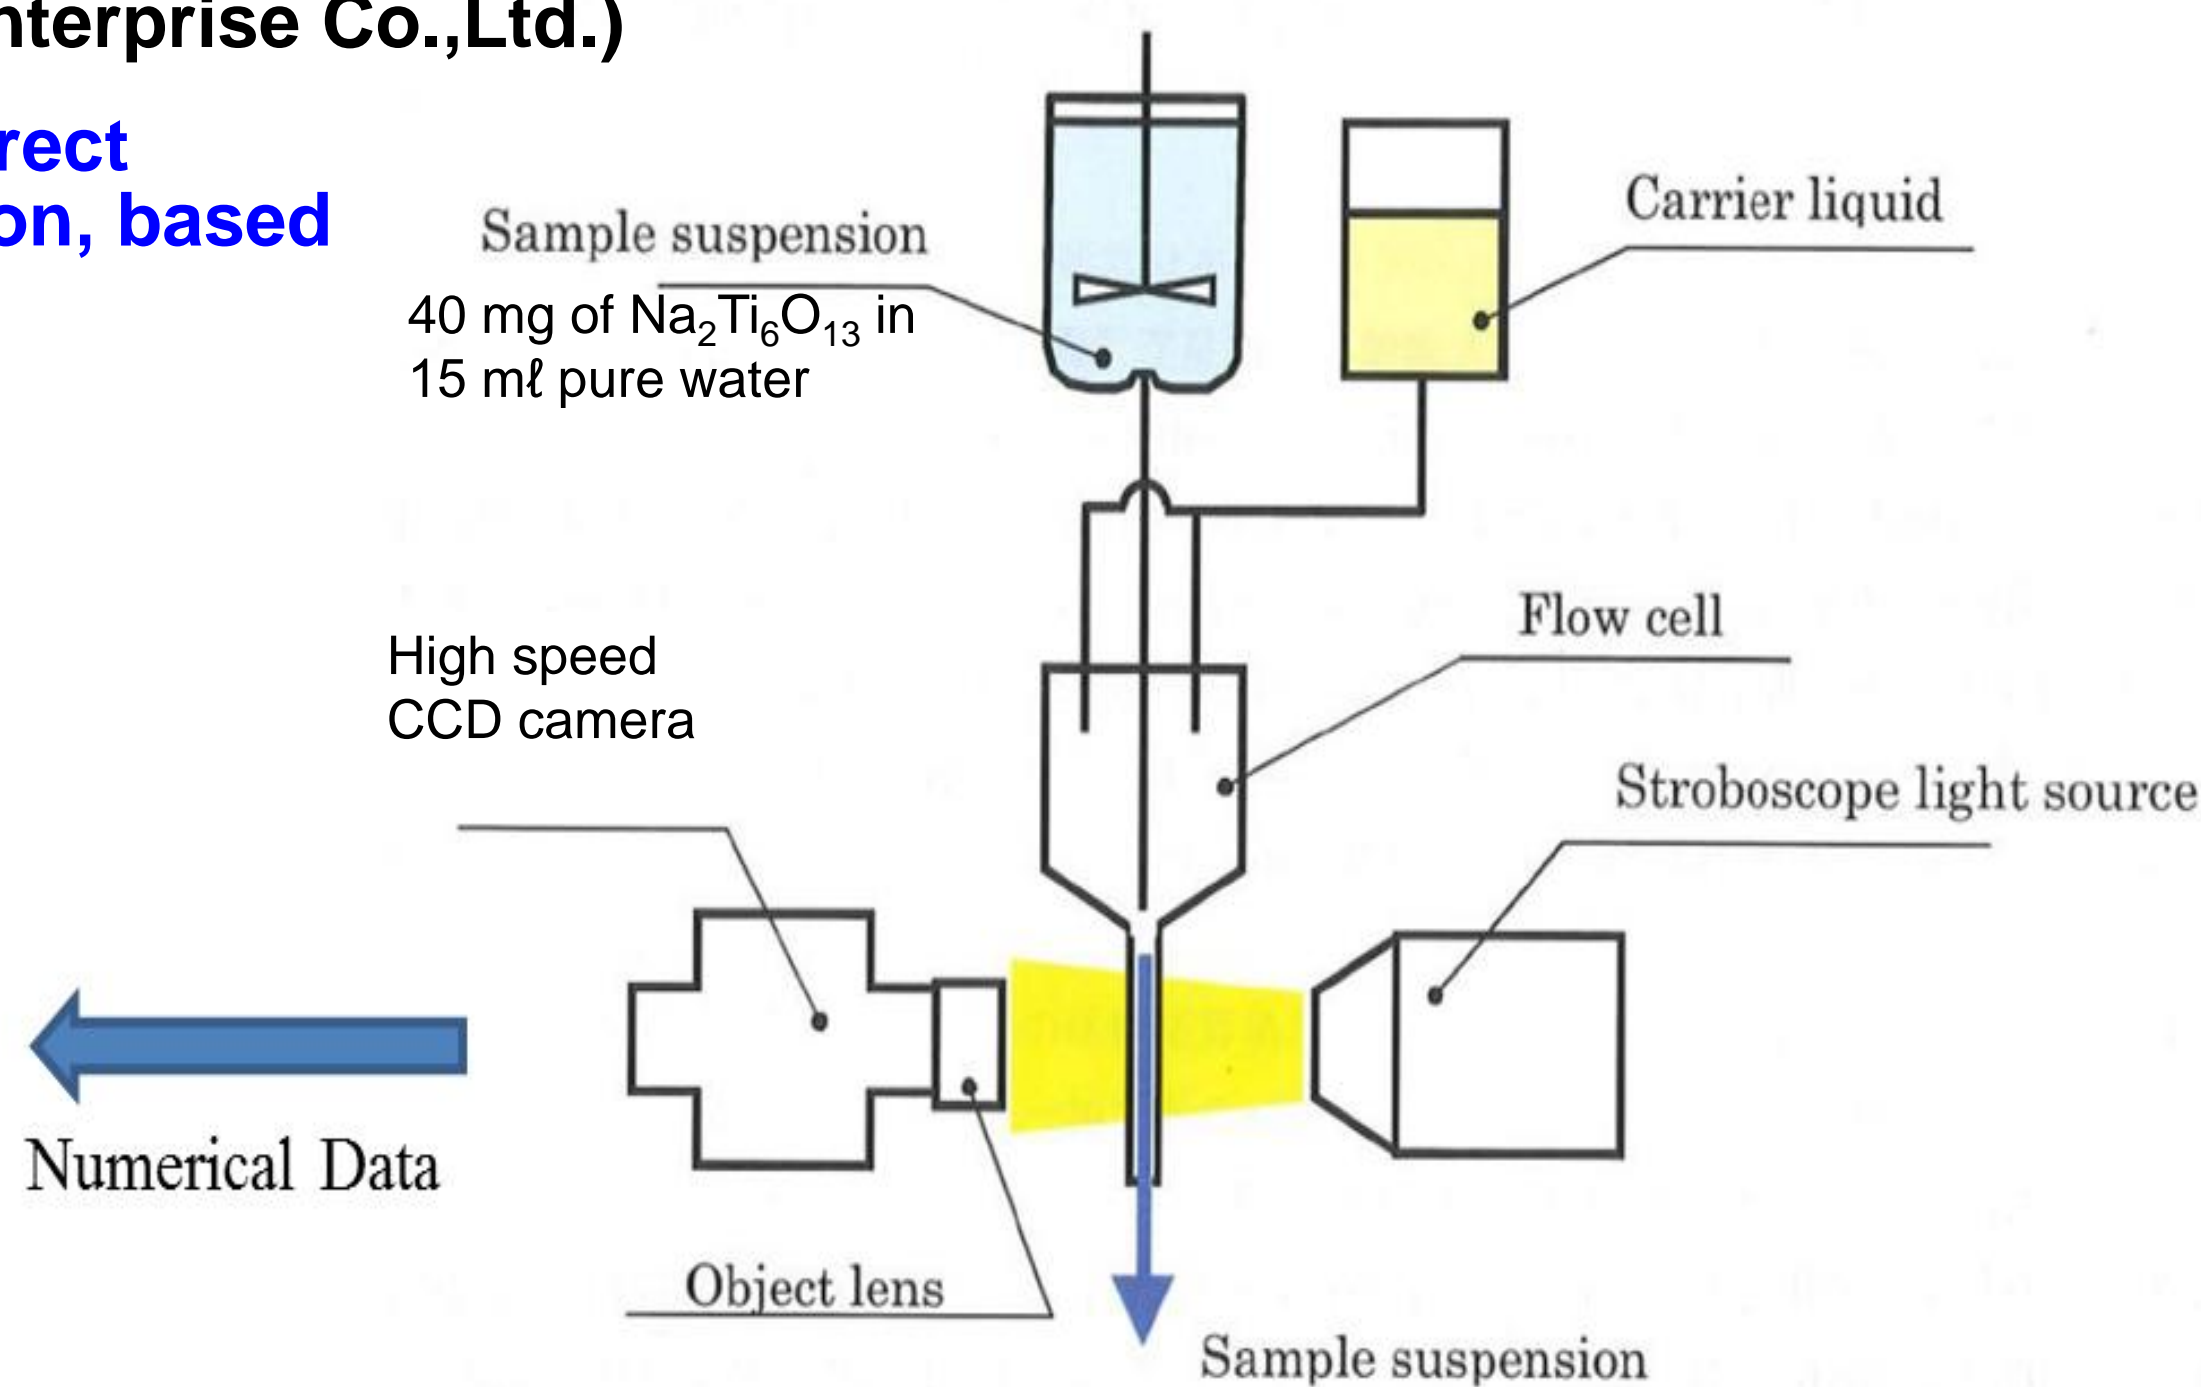 nterprise Co.,Ltd.)
rect
on, based
Sample suspension
40 mg of Na₂Ti₆O₁₃ in
15 mℓ pure water
Carrier liquid
High speed
CCD camera
Flow cell
Stroboscope light source
Numerical Data
Object lens
Sample suspension